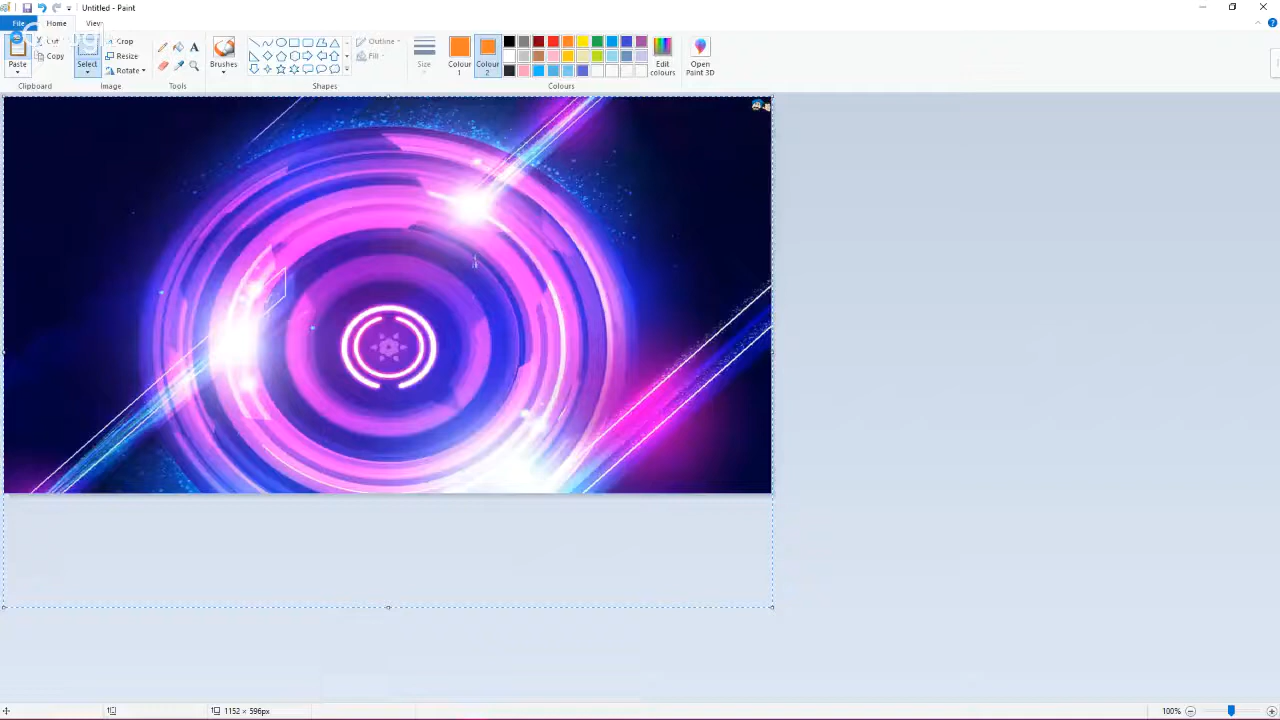 Untitled - Paint
File Home View
Paste
Cut
Copy
Clipboard
Select
Crop
Resize
Rotate
Image
Tools
Brushes
Outline
Fill
Shapes
Size
Colour 1
Colour 2
Colours
Edit colours
Open Paint 3D
1152 × 596px
100%